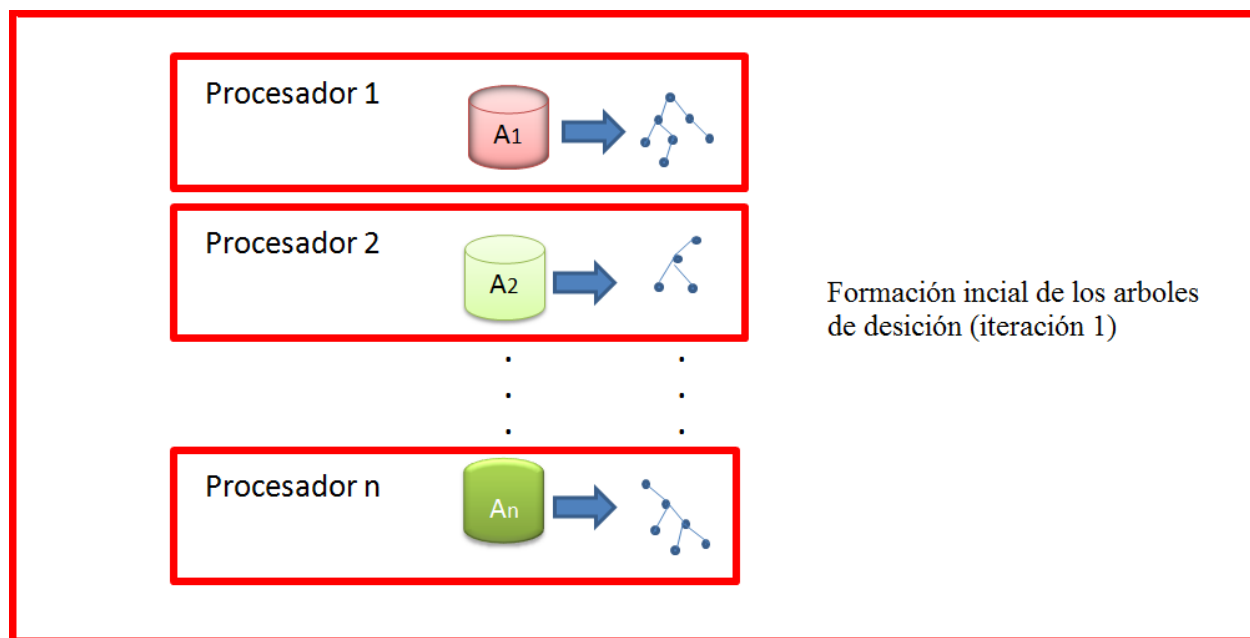 Procesador 1
A1
Procesador 2
A2
Formación incial de los arboles
de desición (iteración 1)
Procesador n
An